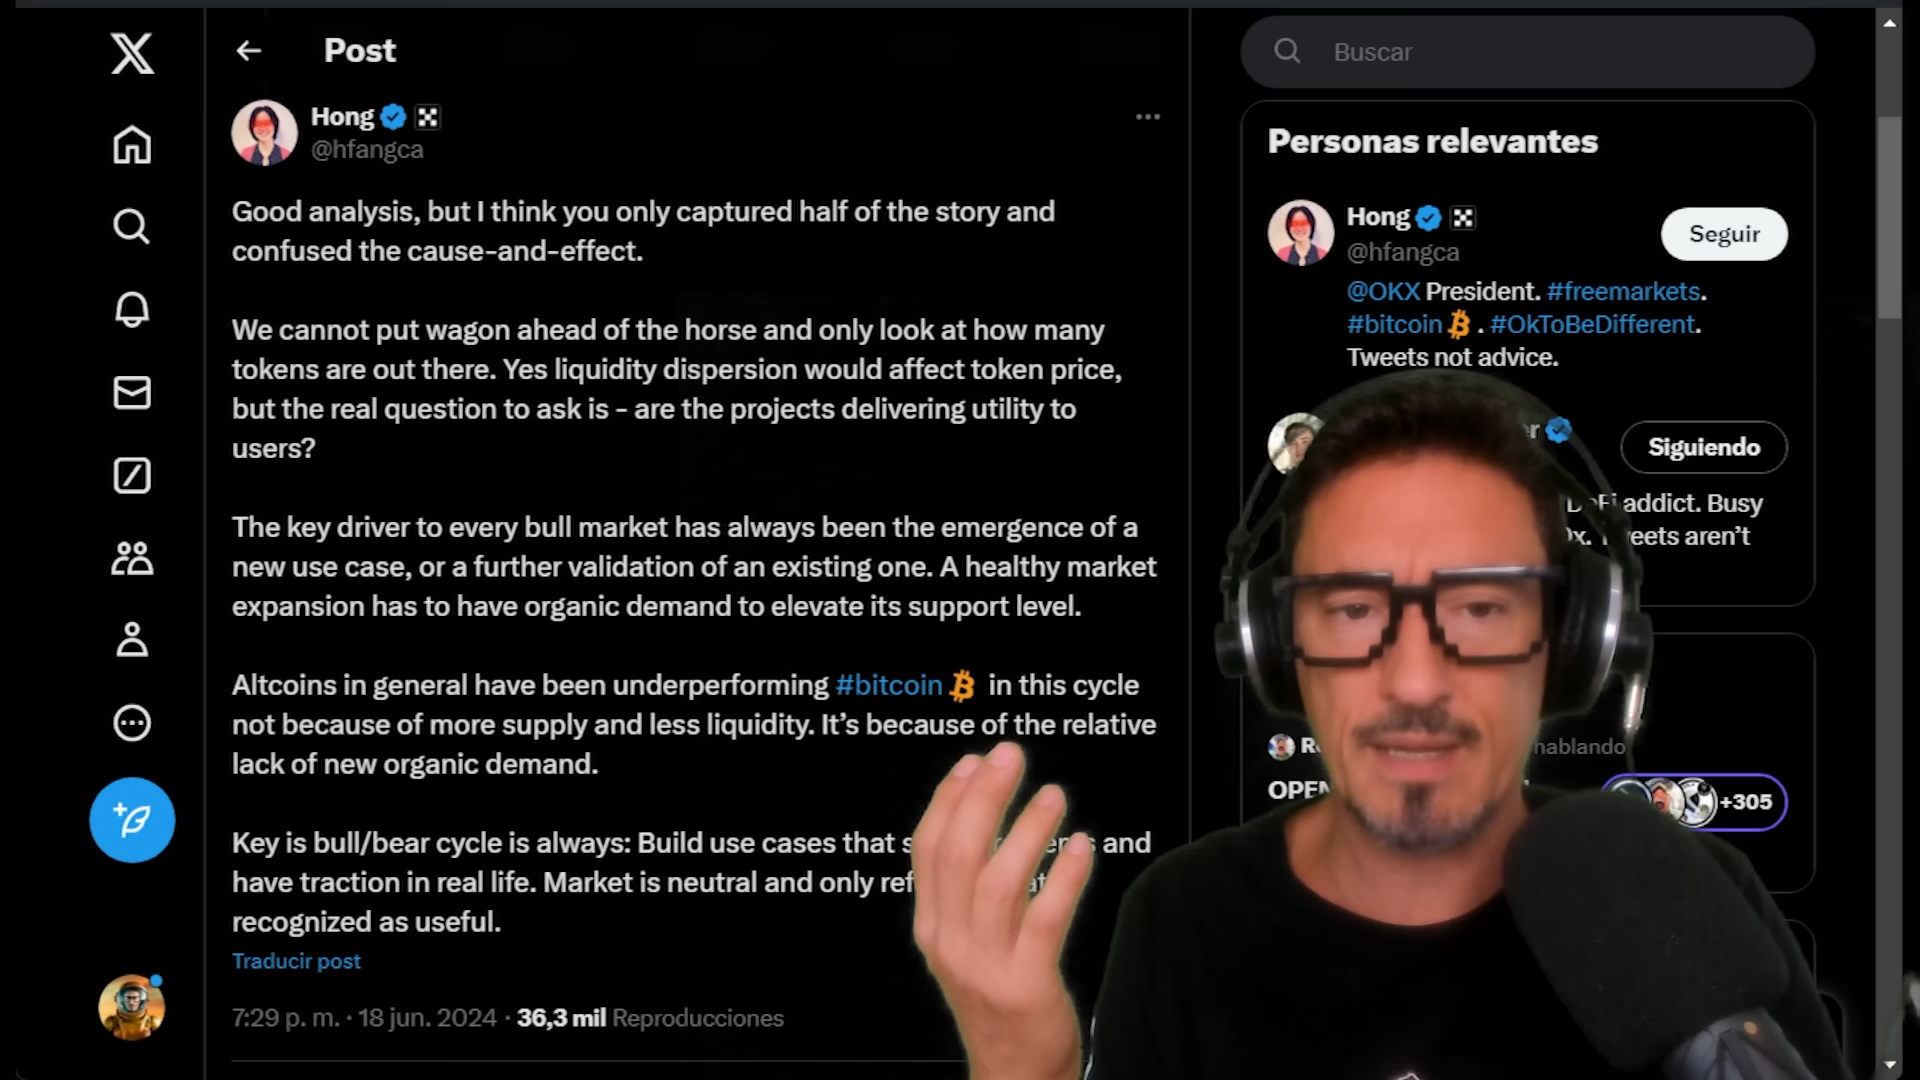 Post
Buscar
Hong
@hfangca
Good analysis, but I think you only captured half of the story and
confused the cause-and-effect.
We cannot put wagon ahead of the horse and only look at how many
tokens are out there. Yes liquidity dispersion would affect token price,
but the real question to ask is - are the projects delivering utility to
users?
The key driver to every bull market has always been the emergence of a
new use case, or a further validation of an existing one. A healthy market
expansion has to have organic demand to elevate its support level.
Altcoins in general have been underperforming #bitcoin in this cycle
not because of more supply and less liquidity. It's because of the relative
lack of new organic demand.
Key is bull/bear cycle is always: Build use cases that and
have traction in real life. Market is neutral and only
recognized as useful.
Traducir post
7:29 p. m. · 18 jun. 2024 · 36,3 mil Reproducciones
Personas relevantes
Hong
@hfangca
Seguir
@OKX President. #freemarkets.
#bitcoin . #OkToBeDifferent.
Tweets not advice.
Siguiendo
addict. Busy
aren't
hablando
+305